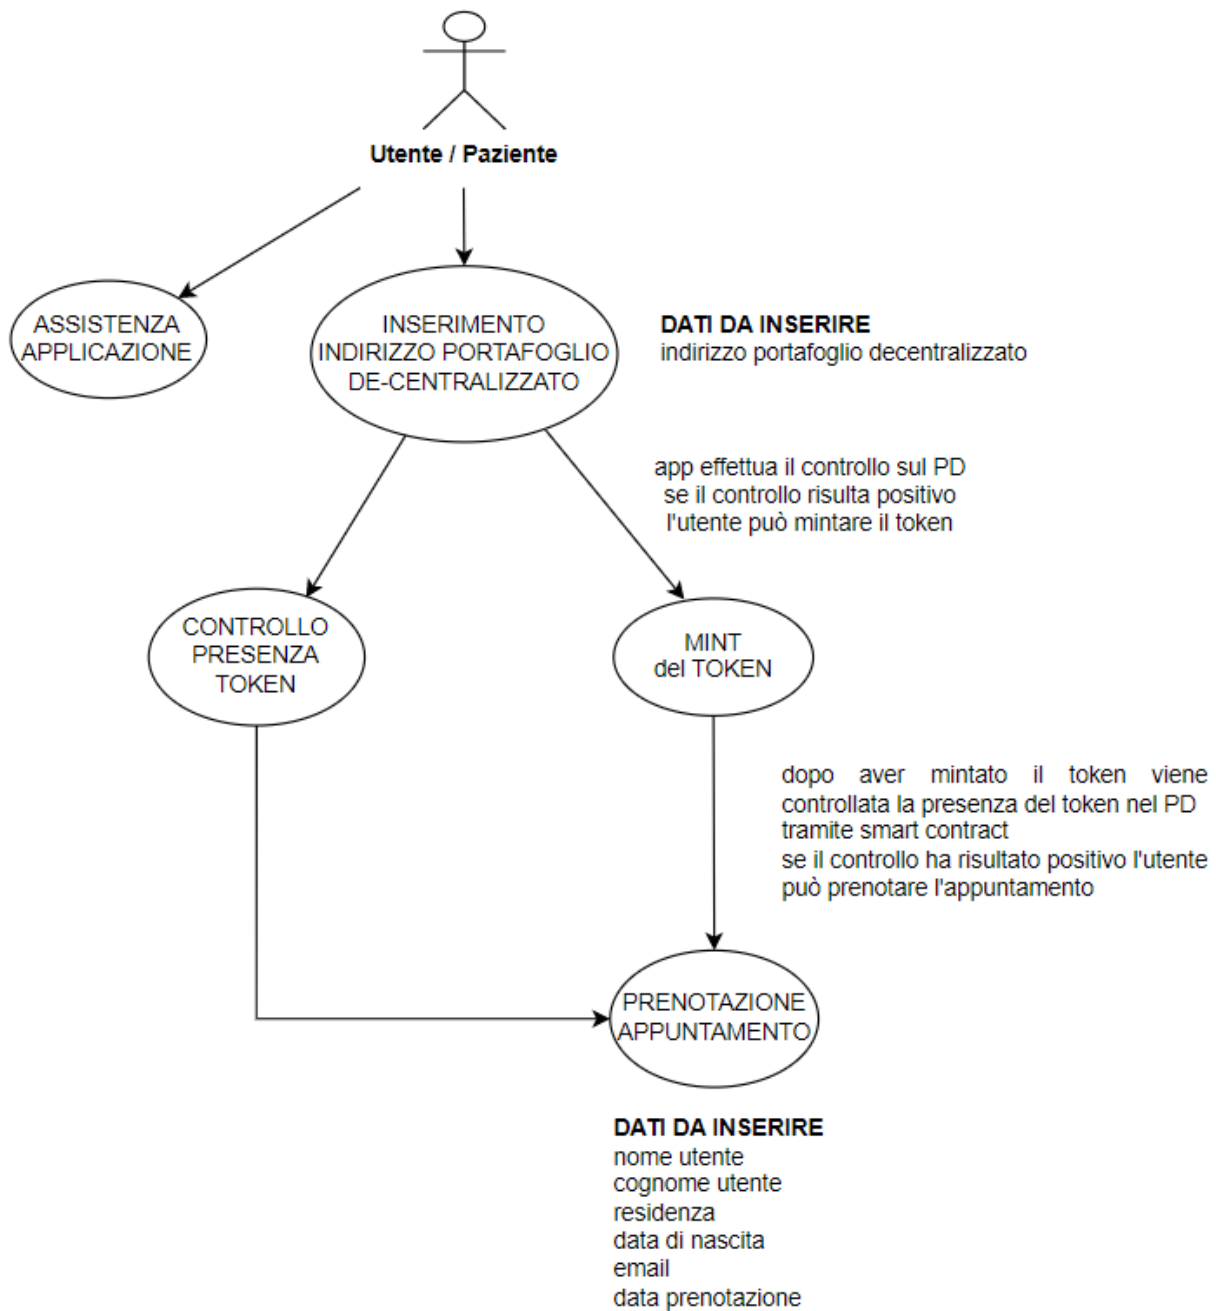 Utente / Paziente
ASSISTENZA
APPLICAZIONE
INSERIMENTO
INDIRIZZO PORTAFOGLIO
DE-CENTRALIZZATO
DATI DA INSERIRE
indirizzo portafoglio decentralizzato
app effettua il controllo sul PD
se il controllo risulta positivo
l'utente può mintare il token
CONTROLLO
PRESENZA
TOKEN
MINT
del TOKEN
dopo aver mintato il token viene
controllata la presenza del token nel PD
tramite smart contract
se il controllo ha risultato positivo l'utente
può prenotare l'appuntamento
PRENOTAZIONE
APPUNTAMENTO
DATI DA INSERIRE
nome utente
cognome utente
residenza
data di nascita
email
data prenotazione